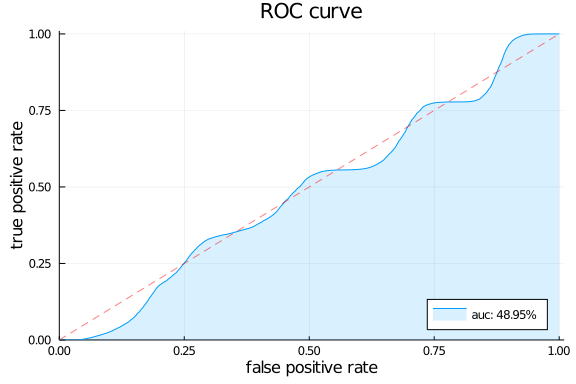 ROC curve
1.00
0.75
0.50
0.25
0.00
true positive rate
auc: 48.95%
0.00 0.25 0.50 0.75 1.00
false positive rate